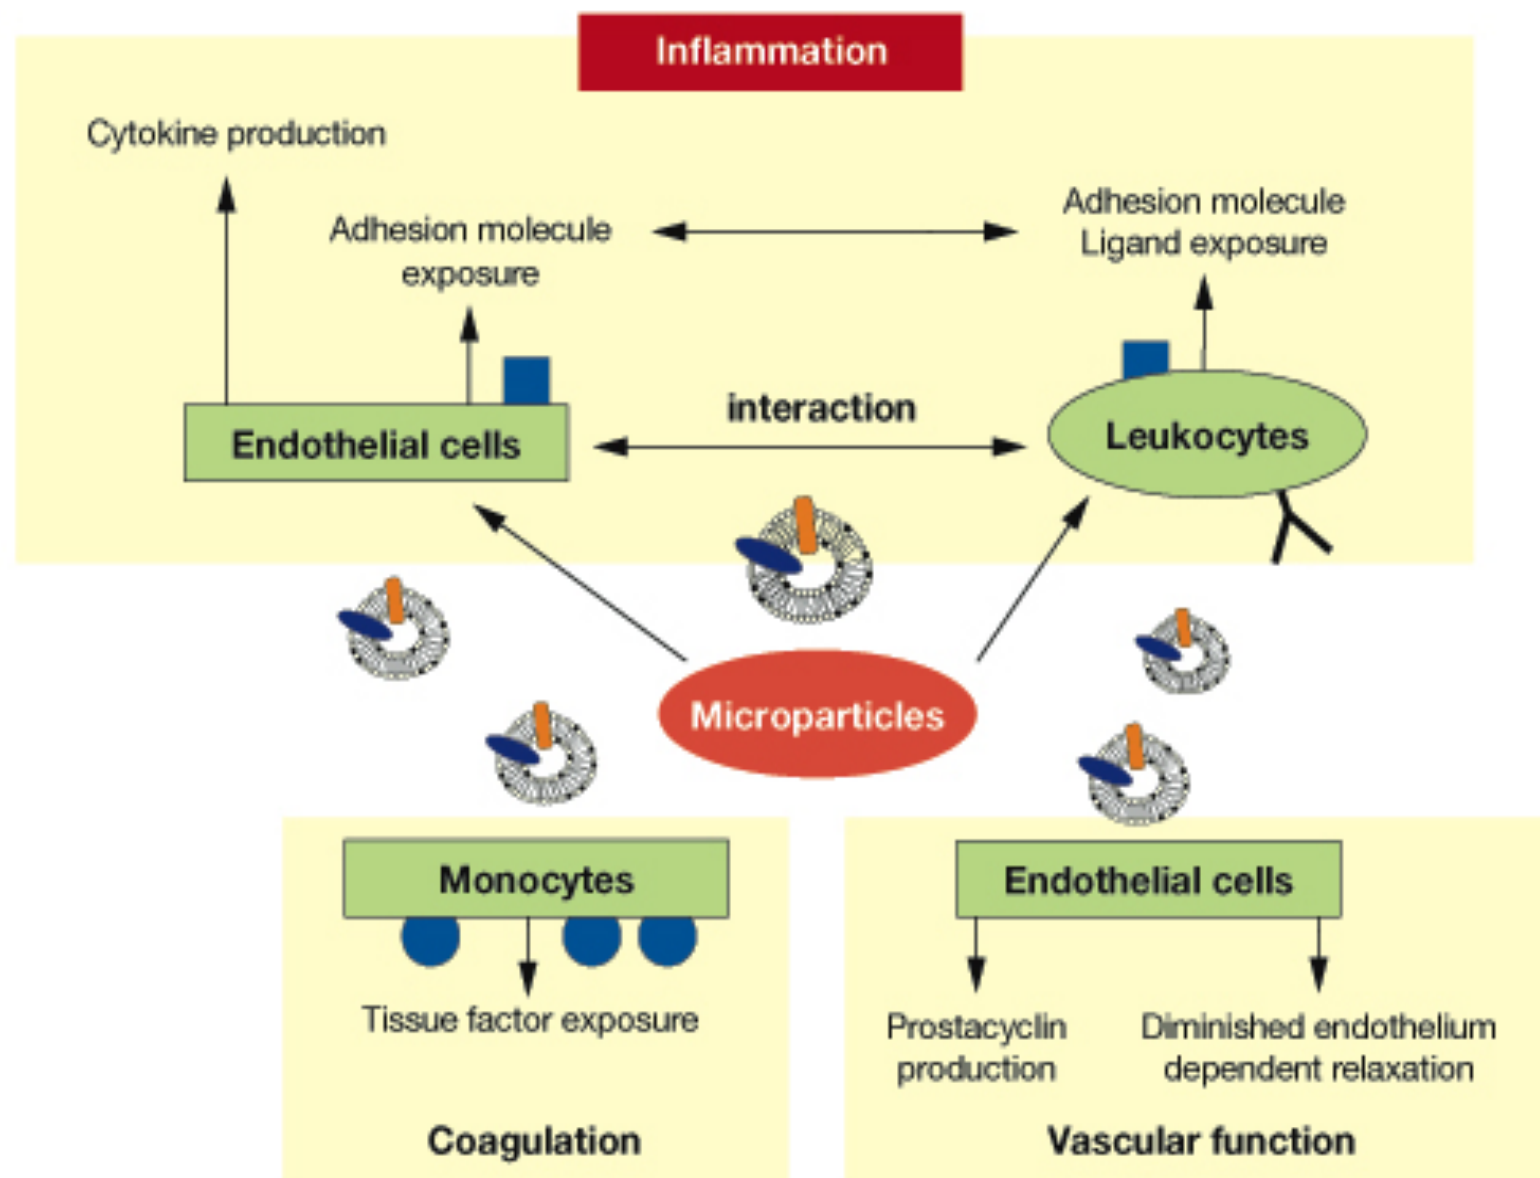 Inflammation
Cytokine production
Adhesion molecule
exposure
Adhesion molecule
Ligand exposure
interaction
Endothelial cells
Leukocytes
Microparticles
Monocytes
Tissue factor exposure
Coagulation
Endothelial cells
Prostacyclin
production
Diminished endothelium
dependent relaxation
Vascular function